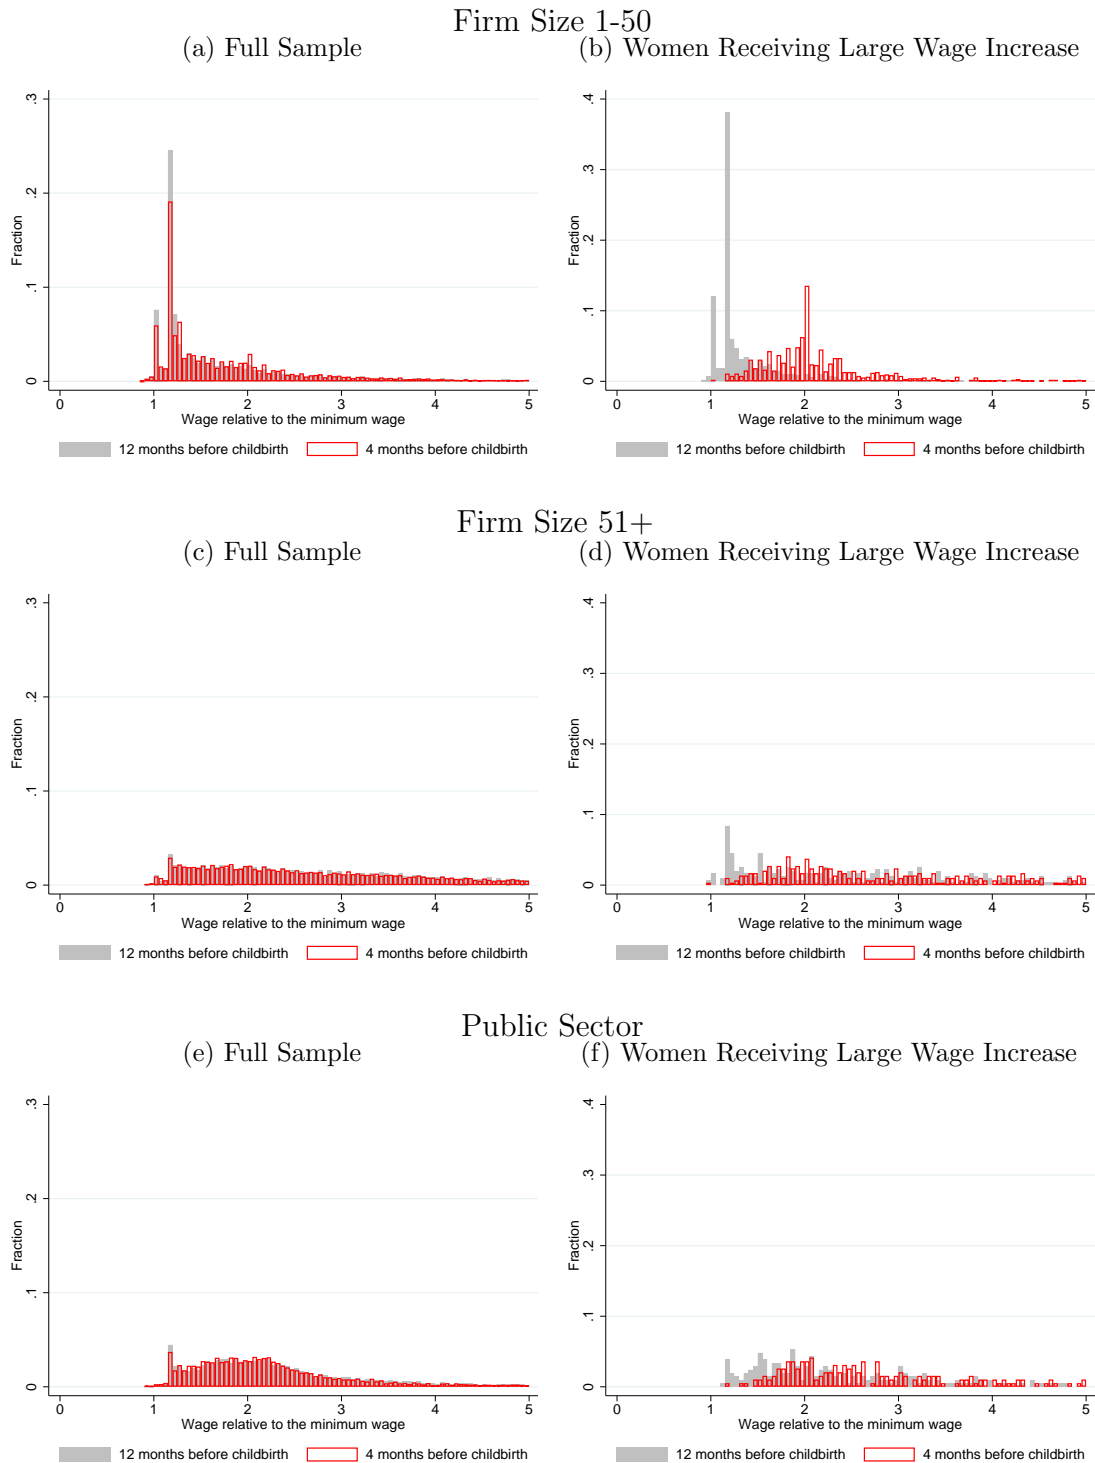 Firm Size 1-50
(a) Full Sample
(b) Women Receiving Large Wage Increase
.3
.2
.1
0
Fraction
0 1 2 3 4 5
Wage relative to the minimum wage
12 months before childbirth 4 months before childbirth
.4
.3
.2
.1
0
Fraction
0 1 2 3 4 5
Wage relative to the minimum wage
12 months before childbirth 4 months before childbirth
Firm Size 51+
(c) Full Sample
(d) Women Receiving Large Wage Increase
.3
.2
.1
0
Fraction
0 1 2 3 4 5
Wage relative to the minimum wage
12 months before childbirth 4 months before childbirth
.4
.3
.2
.1
0
Fraction
0 1 2 3 4 5
Wage relative to the minimum wage
12 months before childbirth 4 months before childbirth
Public Sector
(e) Full Sample
(f) Women Receiving Large Wage Increase
.3
.2
.1
0
Fraction
0 1 2 3 4 5
Wage relative to the minimum wage
12 months before childbirth 4 months before childbirth
.4
.3
.2
.1
0
Fraction
0 1 2 3 4 5
Wage relative to the minimum wage
12 months before childbirth 4 months before childbirth